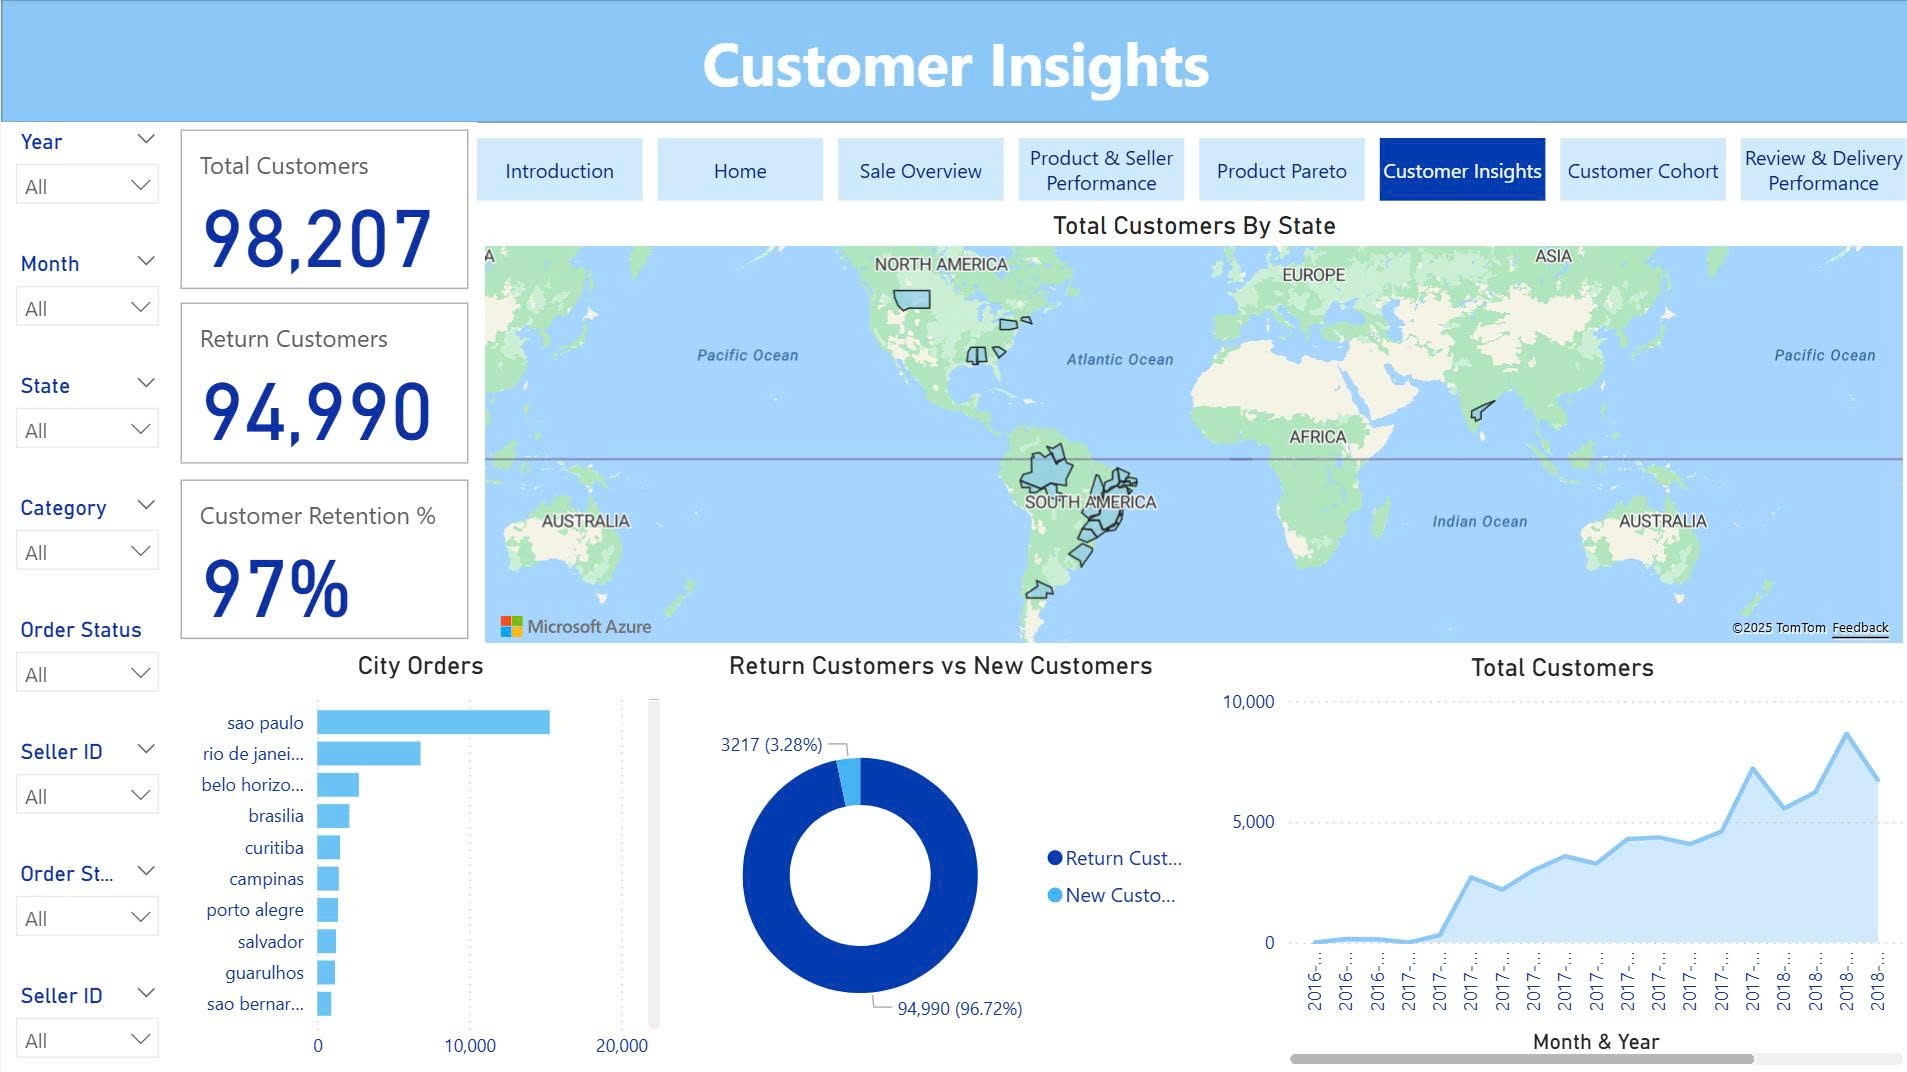 Customer Insights
Year
All
Month
All
State
All
Category
All
Order Status
All
Seller ID
All
Order St...
All
Seller ID
All
Total Customers
98,207
Return Customers
94,990
Customer Retention %
97%
Introduction
Home
Sale Overview
Product & Seller
Performance
Product Pareto
Customer Insights
Customer Cohort
Review & Delivery
Performance
Total Customers By State
A
NORTH AMERICA
EUROPE
ASIA
Pacific Ocean
Atlantic Ocean
Pacific Ocean
AFRICA
SOUTH AMERICA
AUSTRALIA
Indian Ocean
AUSTRALIA
Microsoft Azure
©2025 TomTom Feedback
City Orders
sao paulo
rio de janei...
belo horizo...
brasilia
curitiba
campinas
porto alegre
salvador
guarulhos
sao bernar...
0
10,000
20,000
Return Customers vs New Customers
3217 (3.28%)
94,990 (96.72%)
Return Cust...
New Custo...
Total Customers
10,000
5,000
0
2016-...
2016-...
2016-...
2017-...
2017-...
2017-...
2017-...
2017-...
2017-...
2017-...
2017-...
2017-...
2017-...
2017-...
2017-...
2018-...
2018-...
2018-...
2018-...
Month & Year